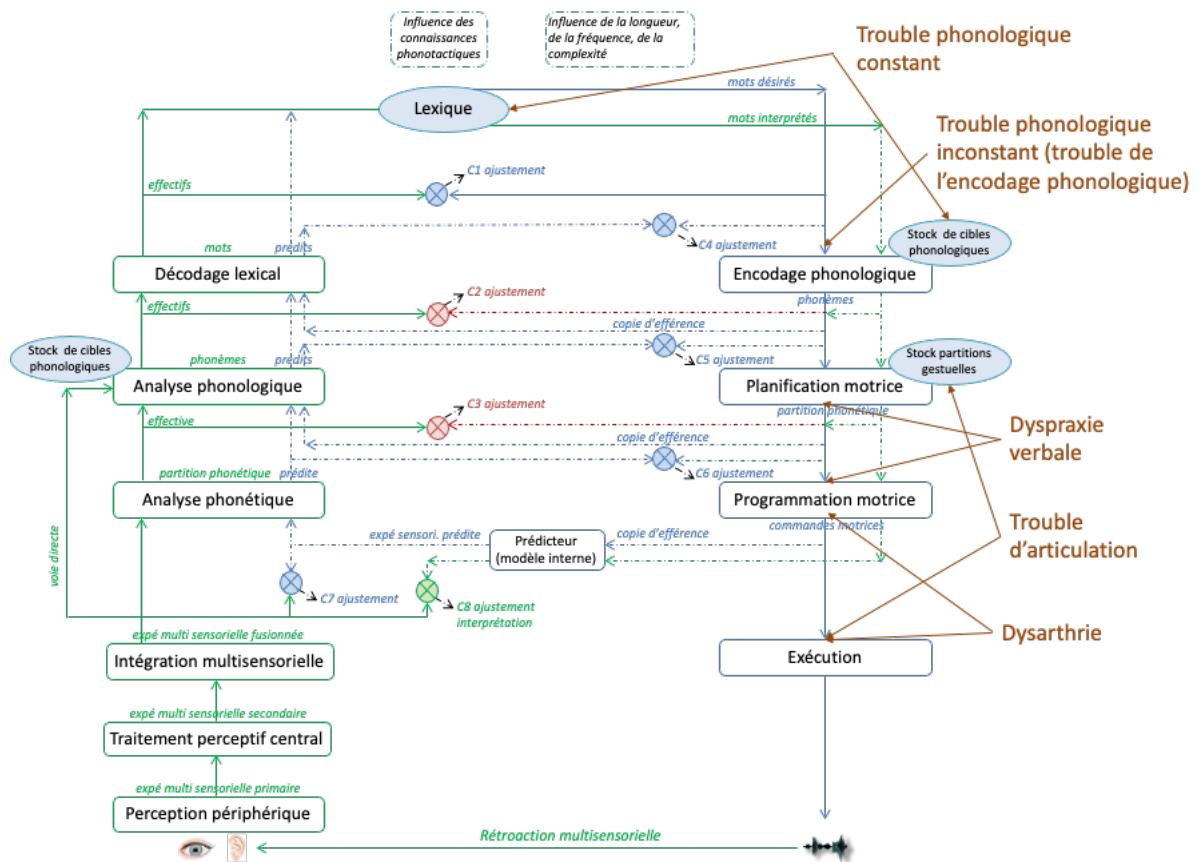 Influence des
connaissances
phonotactiques
Influence de la longueur,
de la fréquence, de la
complexité
Trouble phonologique
constant
mots désirés
Lexique
mots interprétés
Trouble phonologique
inconstant (trouble de
l'encodage phonologique)
C1 ajustement
effectifs
Stock de cibles
phonologiques
mots
prédits
C4 ajustement
Décodage lexical
Encodage phonologique
C2 ajustement
effectifs
phonèmes
copie d'efférence
Stock de cibles
phonologiques
phonèmes
prédits
C5 ajustement
Stock partitions
gestuelles
Analyse phonologique
Planification motrice
C3 ajustement
effective
partition phonétique
copie d'efférence
Dyspraxie
verbale
partition phonétique
prédite
C6 ajustement
Analyse phonétique
Programmation motrice
commandes motrices
copie d'efférence
expé sensori. prédite
Prédicteur
(modèle interne)
Trouble
d'articulation
voie directe
C7 ajustement
C8 ajustement
interprétation
expé multi sensorielle fusionnée
Intégration multisensorielle
Exécution
Dysarthrie
expé multi sensorielle secondaire
Traitement perceptif central
expé multi sensorielle primaire
Perception périphérique
Rétroaction multisensorielle